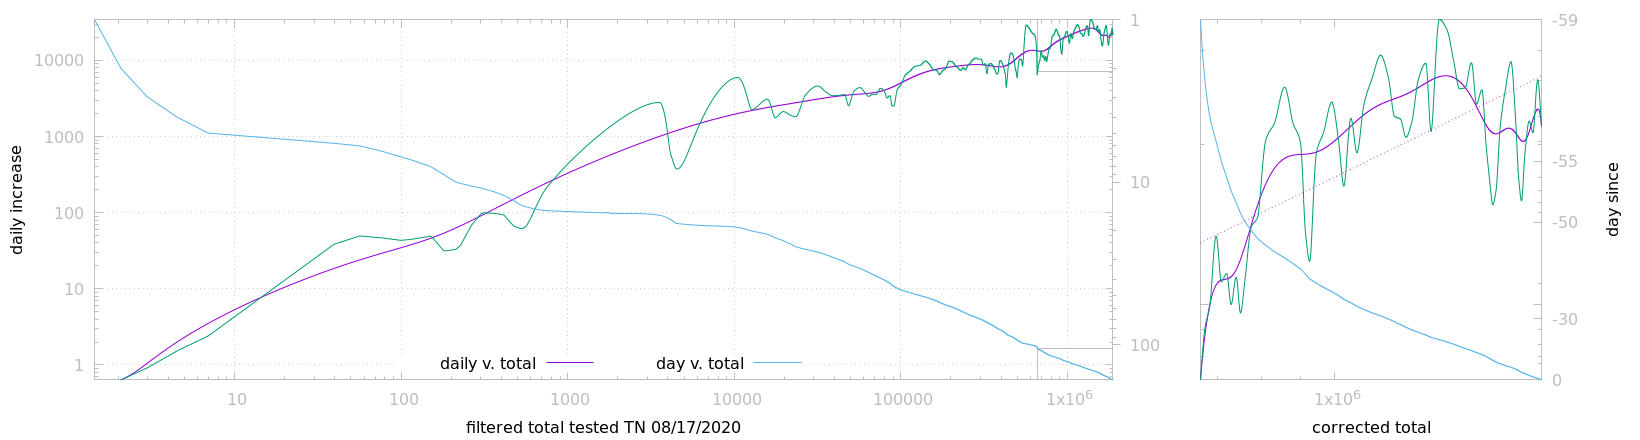 daily increase
10000
1000
100
10
1
10
100
1000
10000
100000
1x10^6
1
10
100
daily v. total
day v. total
filtered total tested TN 08/17/2020
-59
-55
-50
-30
0
day since
1x10^6
corrected total